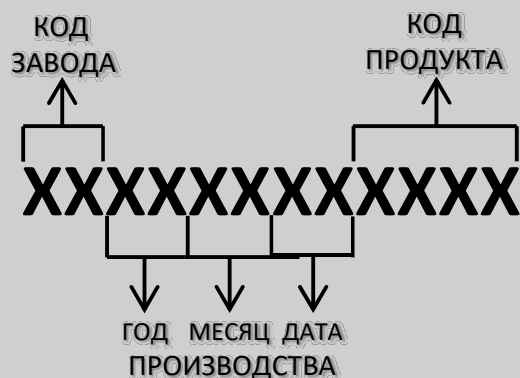 КОД
ЗАВОДА
КОД
ПРОДУКТА
XXXXXXXXXXXX
ГОД МЕСЯЦ ДАТА
ПРОИЗВОДСТВА